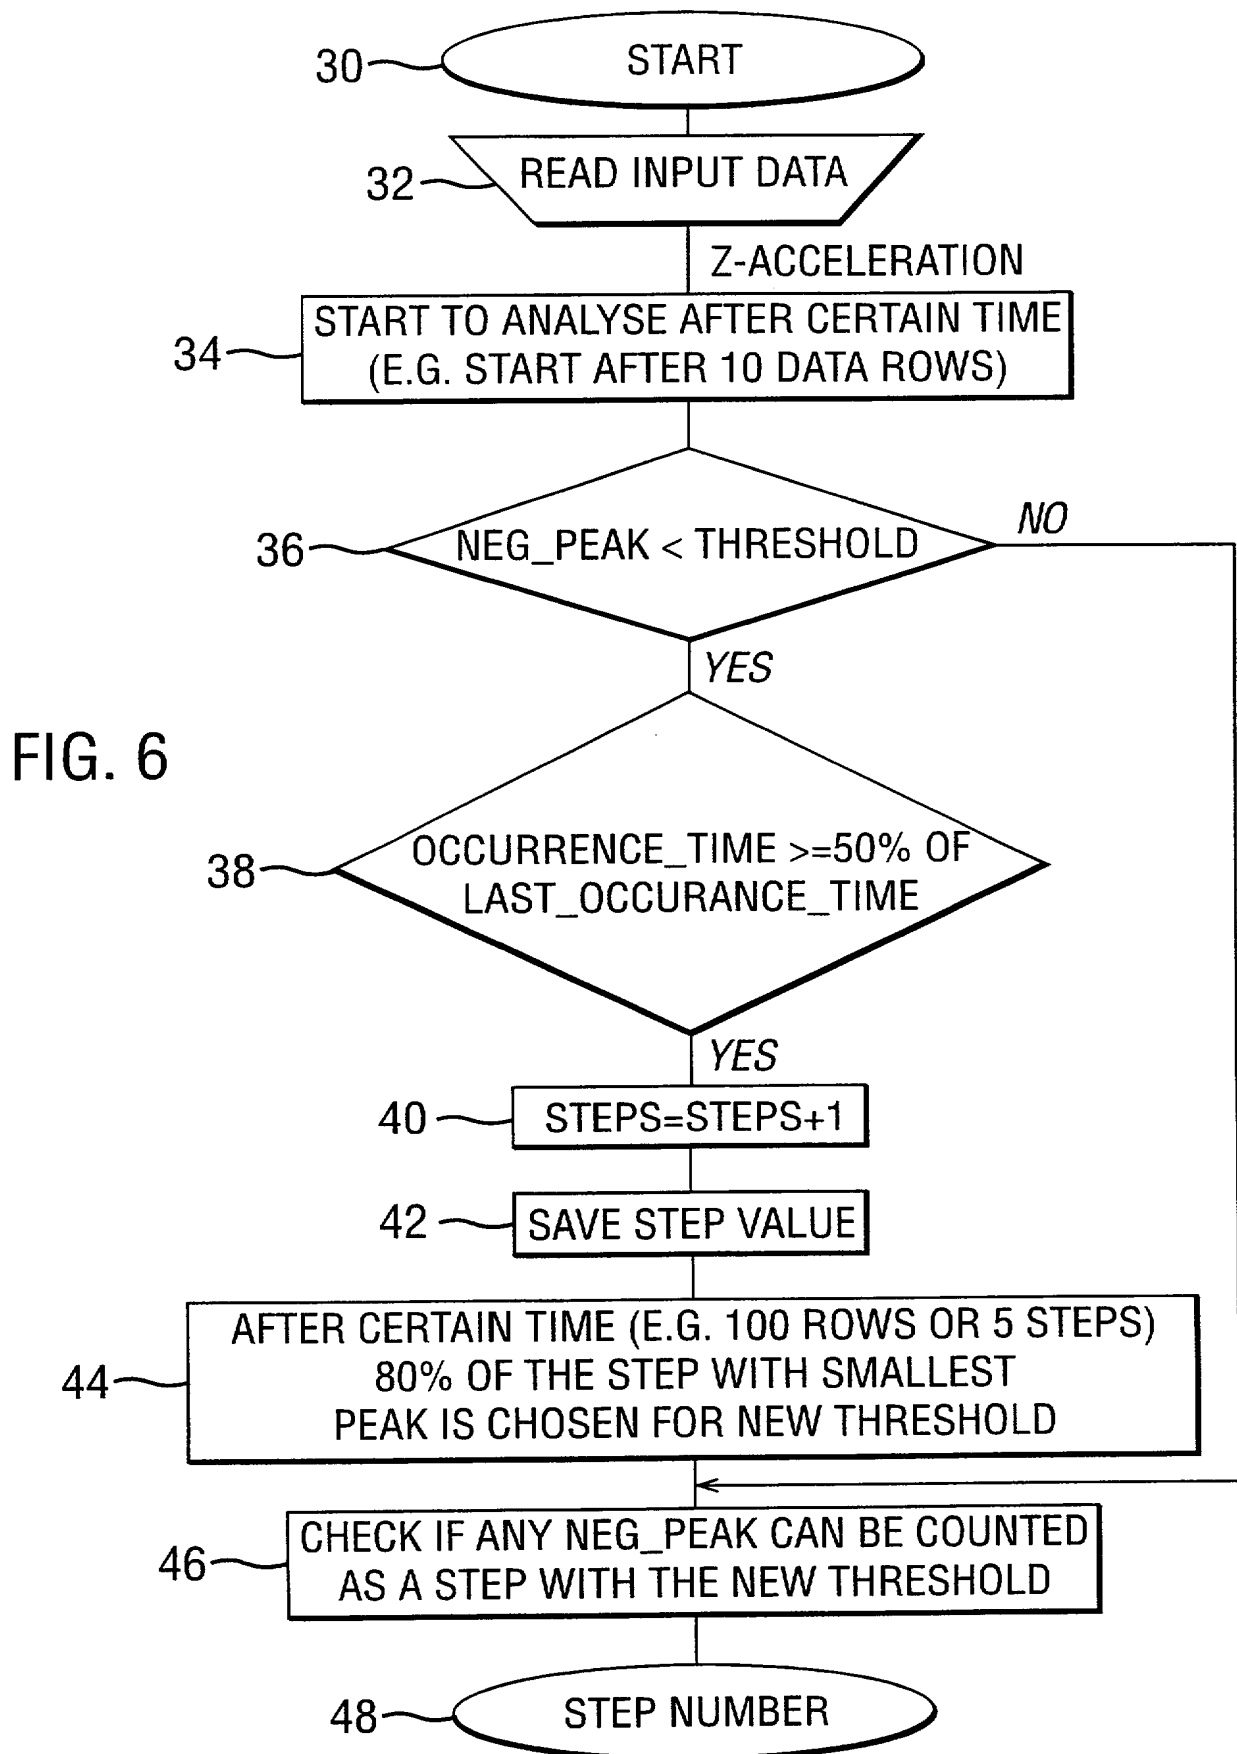 30
START
32
READ INPUT DATA
Z-ACCELERATION
34
START TO ANALYSE AFTER CERTAIN TIME
(E.G. START AFTER 10 DATA ROWS)
36
NEG_PEAK < THRESHOLD
NO
YES
FIG. 6
38
OCCURRENCE_TIME >=50% OF
LAST_OCCURANCE_TIME
YES
40
STEPS=STEPS+1
42
SAVE STEP VALUE
44
AFTER CERTAIN TIME (E.G. 100 ROWS OR 5 STEPS)
80% OF THE STEP WITH SMALLEST
PEAK IS CHOSEN FOR NEW THRESHOLD
46
CHECK IF ANY NEG_PEAK CAN BE COUNTED
AS A STEP WITH THE NEW THRESHOLD
48
STEP NUMBER